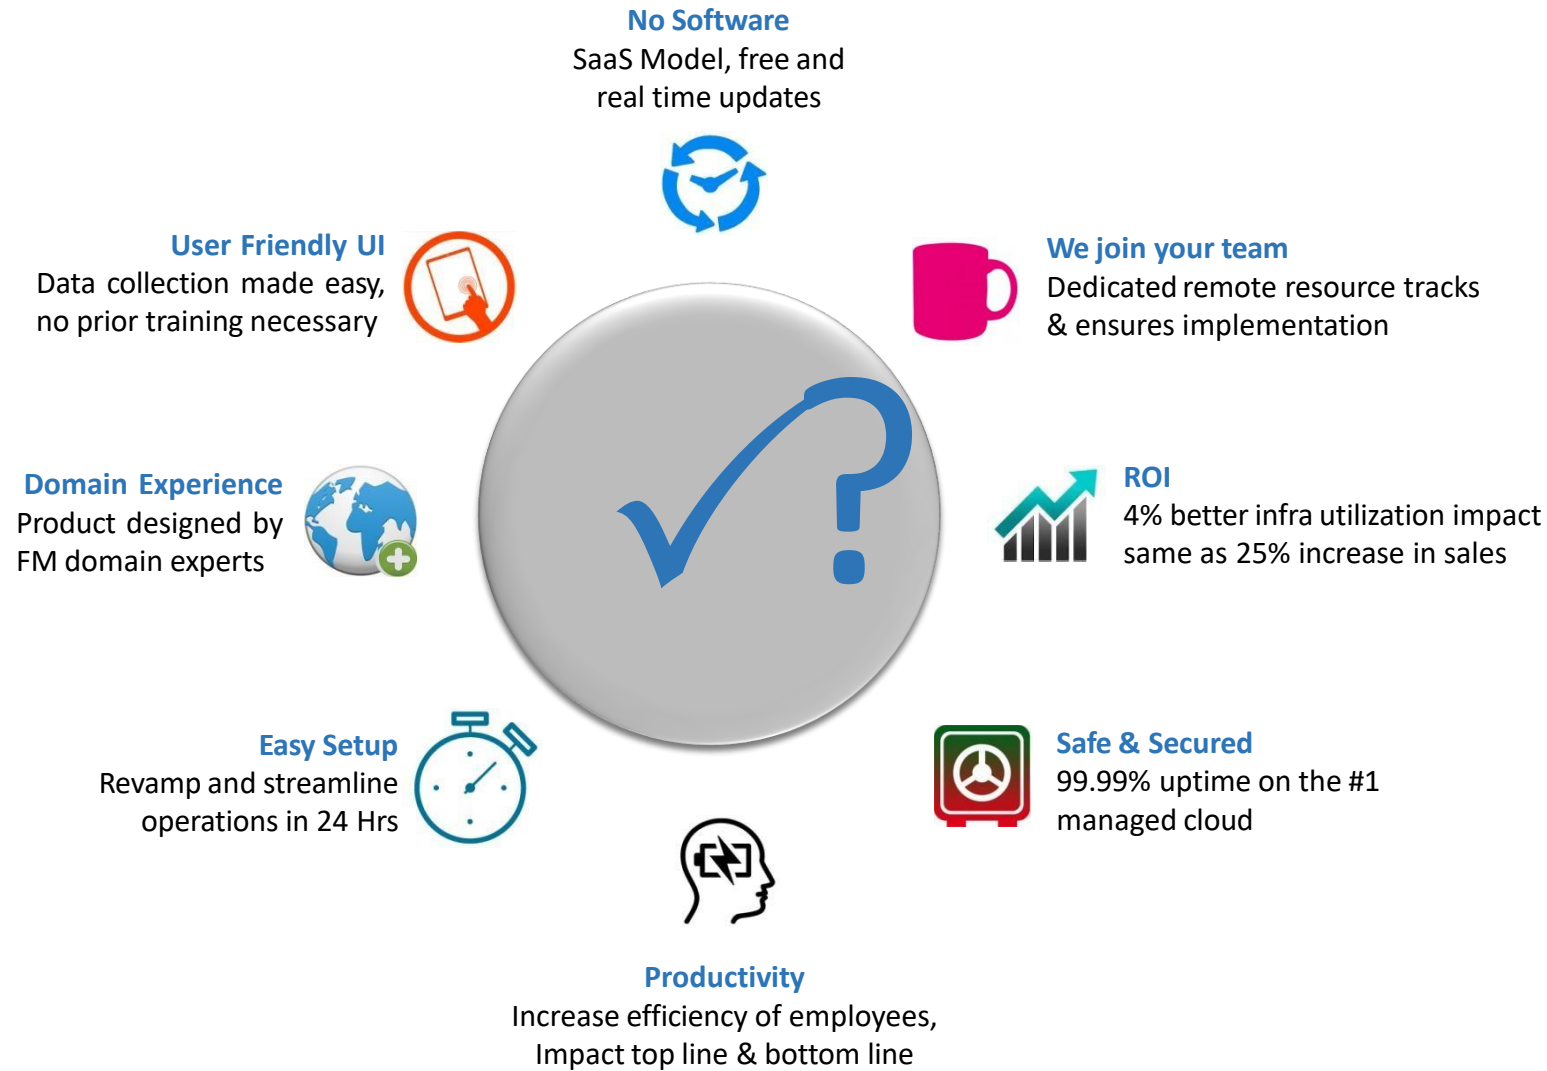 No Software
SaaS Model, free and
real time updates
User Friendly UI
Data collection made easy,
no prior training necessary
We join your team
Dedicated remote resource tracks
& ensures implementation
Domain Experience
Product designed by
FM domain experts
ROI
4% better infra utilization impact
same as 25% increase in sales
Easy Setup
Revamp and streamline
operations in 24 Hrs
Safe & Secured
99.99% uptime on the #1
managed cloud
Productivity
Increase efficiency of employees,
Impact top line & bottom line